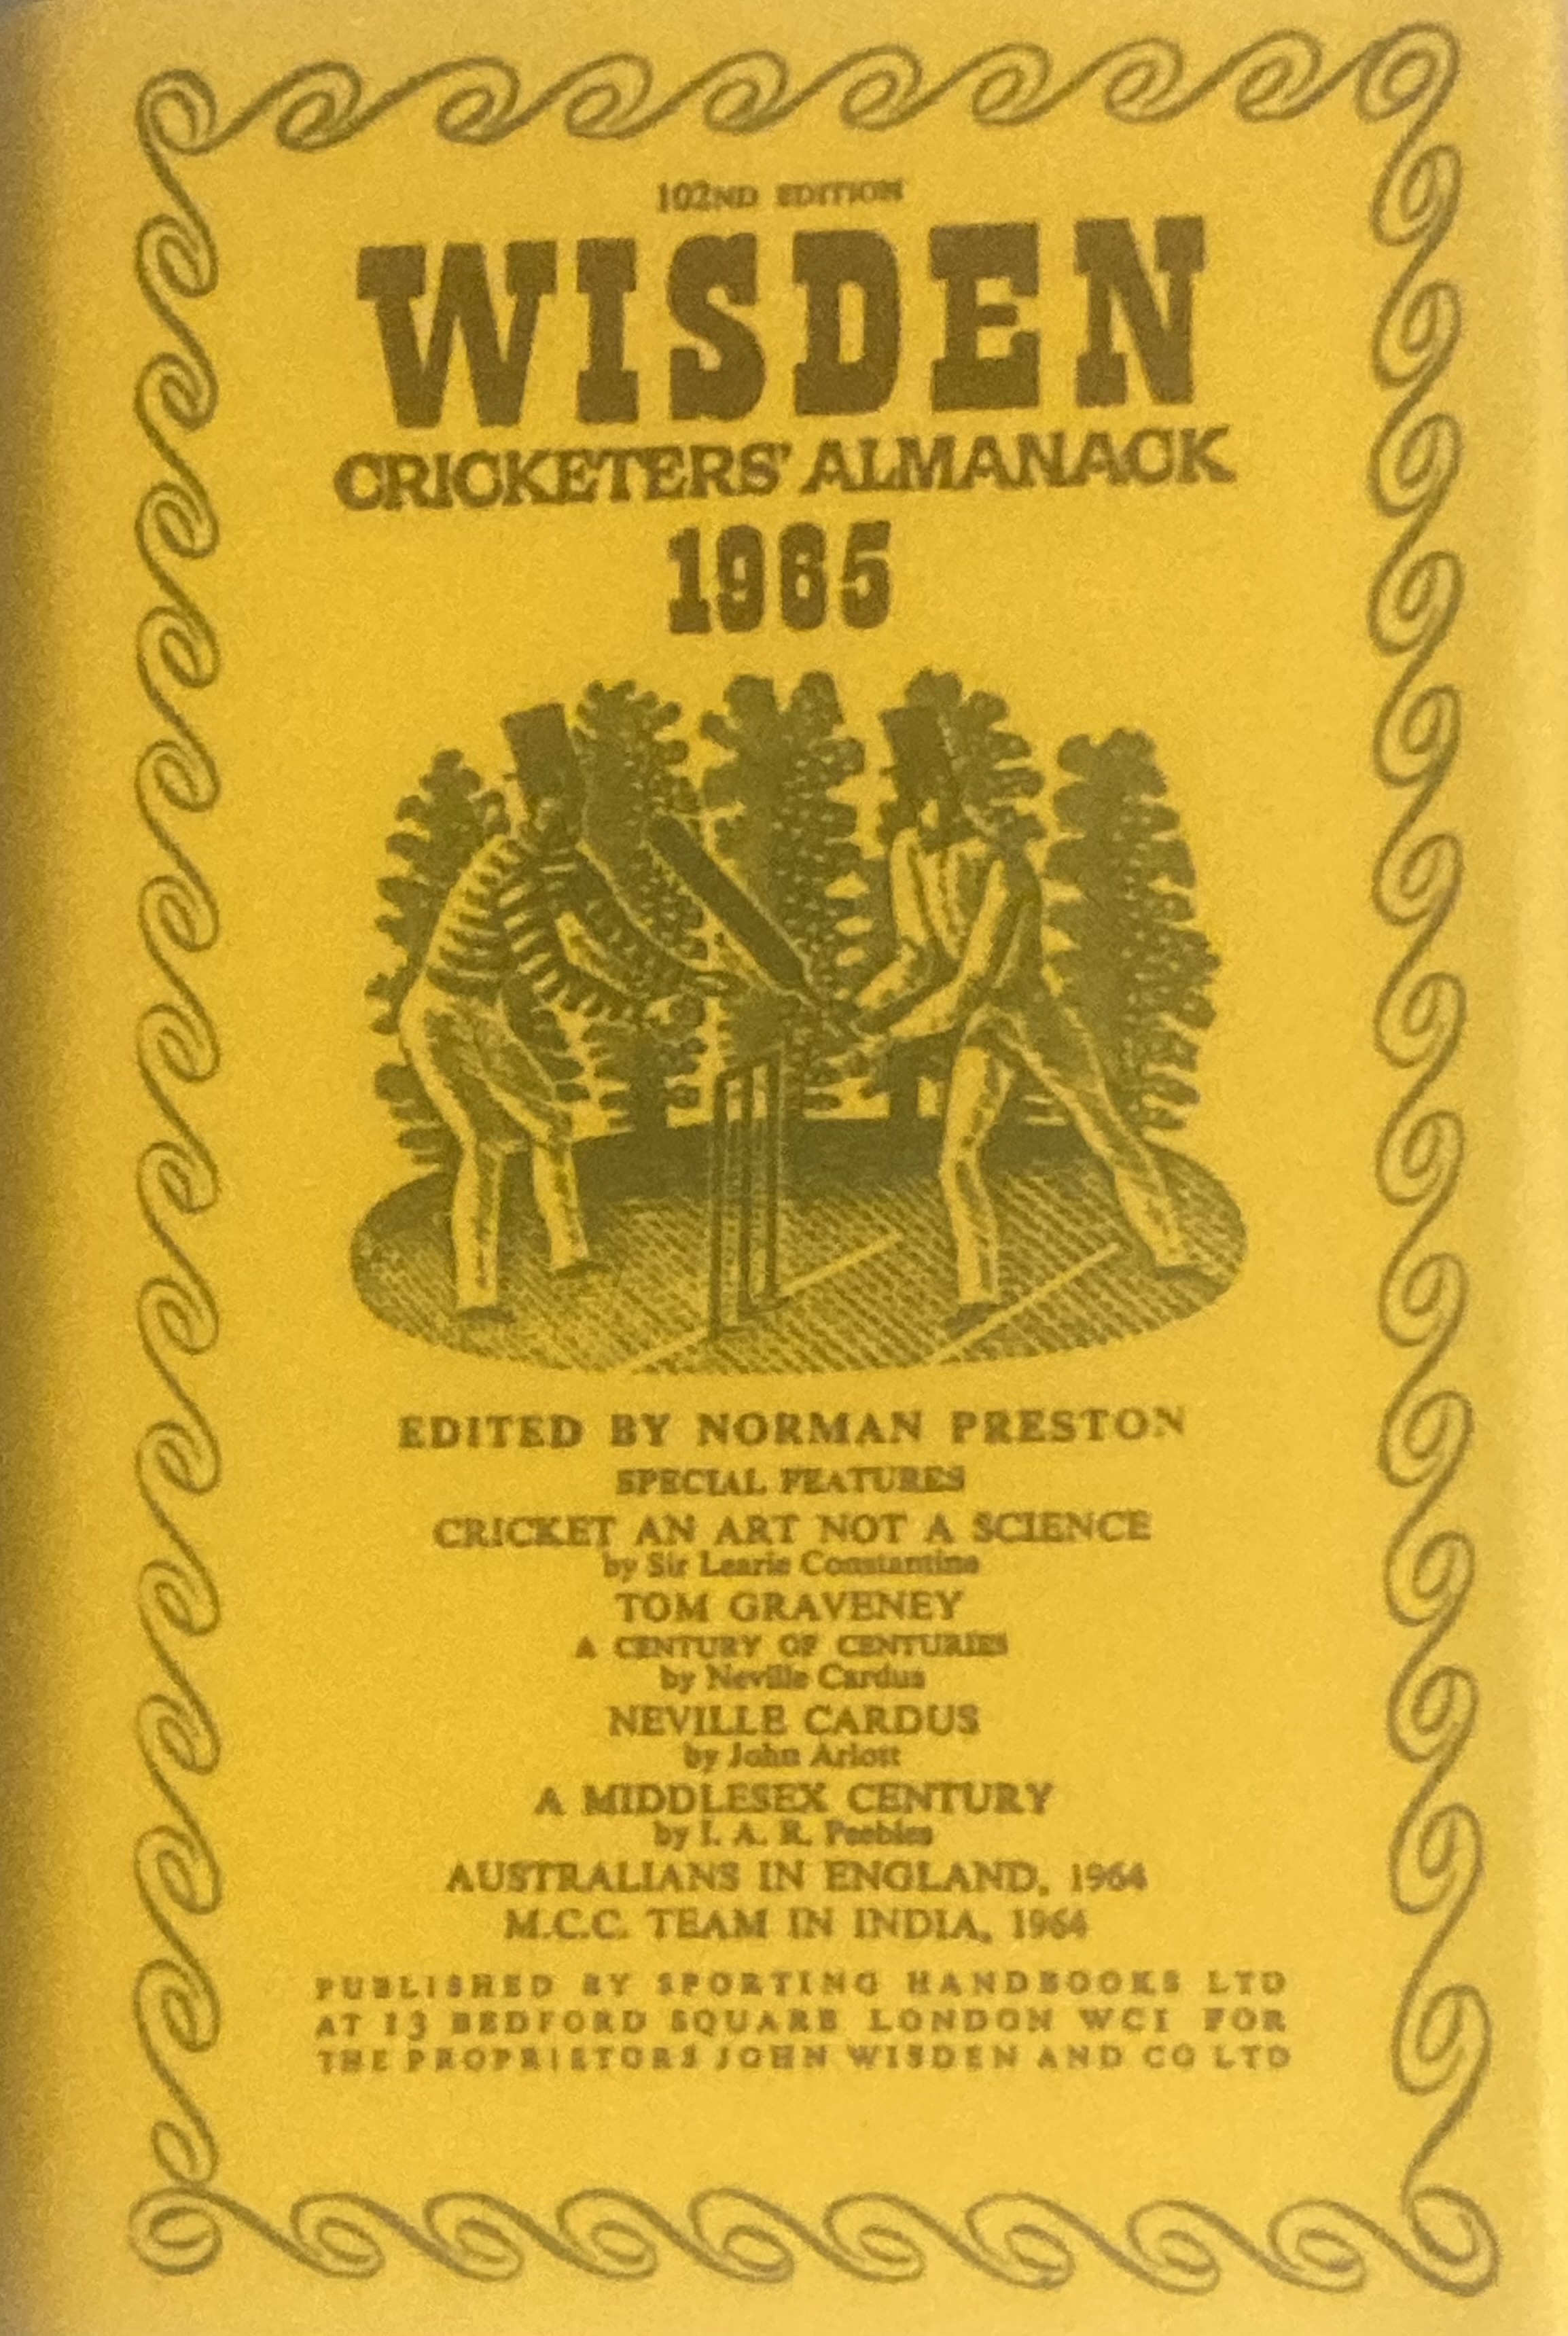 102ND EDITION
WISDEN
CRICKETERS' ALMANACK
1965
EDITED BY NORMAN PRESTON
SPECIAL FEATURES
CRICKET AN ART NOT A SCIENCE
by Sir Learie Constantine
TOM GRAVENEY
A CENTURY OF CENTURIES
by Neville Cardus
NEVILLE CARDUS
by John Arlott
A MIDDLESEX CENTURY
by I. A. R. Peebles
AUSTRALIANS IN ENGLAND, 1964
M.C.C. TEAM IN INDIA, 1964
PUBLISHED BY SPORTING HANDBOOKS LTD
AT 13 BEDFORD SQUARE LONDON WC1 FOR
THE PROPRIETORS JOHN WISDEN AND CO LTD